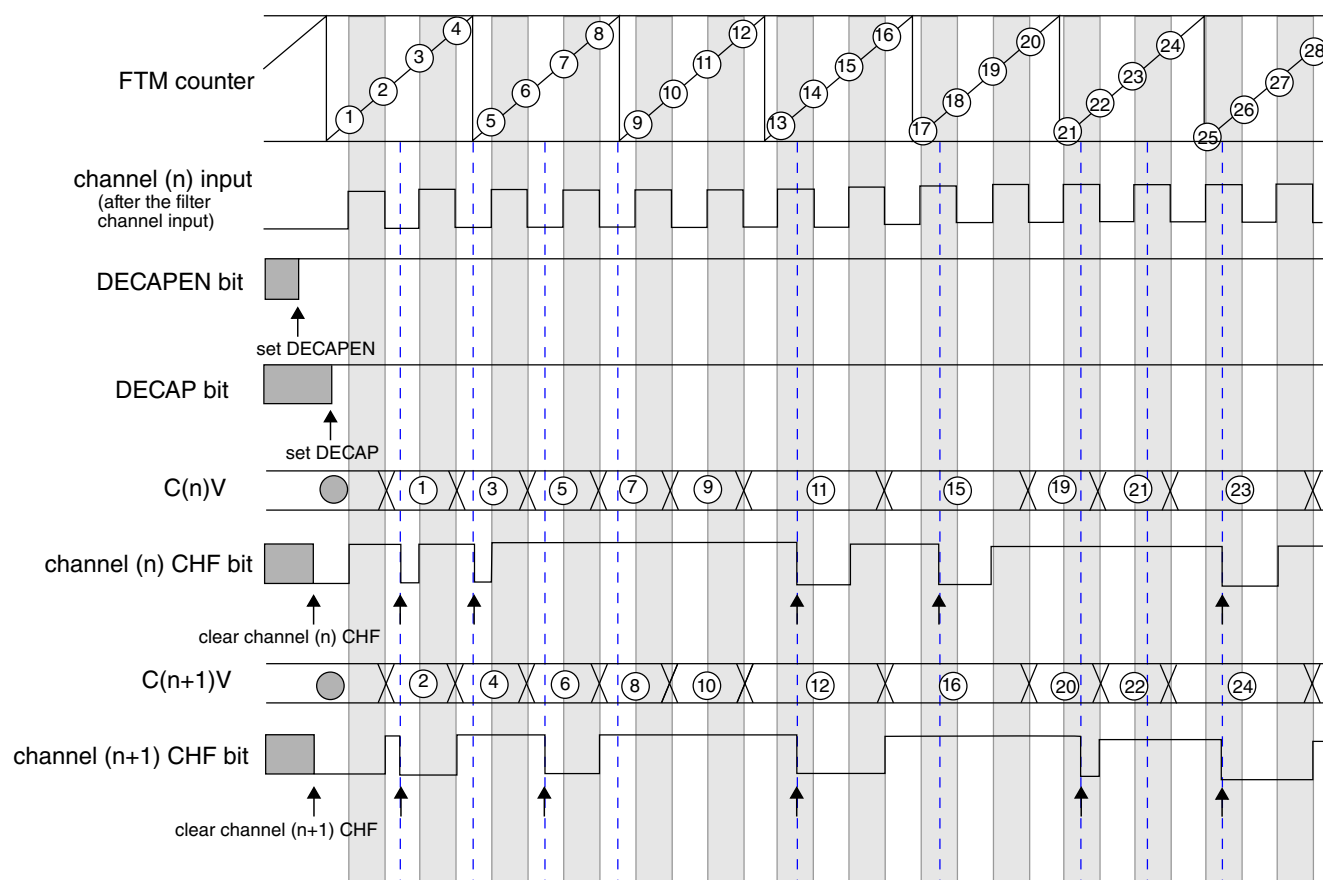 4 8 12 16 20 24 28
3 7 11 15 19 23 27
FTM counter
2 6 10 14 18 22 26
1 5 9 13 17 21 25
channel (n) input
(after the filter
channel input)
DECAPEN bit
set DECAPEN
DECAP bit
set DECAP
C(n)V 1 3 5 7 9 11 15 19 21 23
channel (n) CHF bit
clear channel (n) CHF
C(n+1)V 2 4 6 8 10 12 16 20 22 24
channel (n+1) CHF bit
clear channel (n+1) CHF